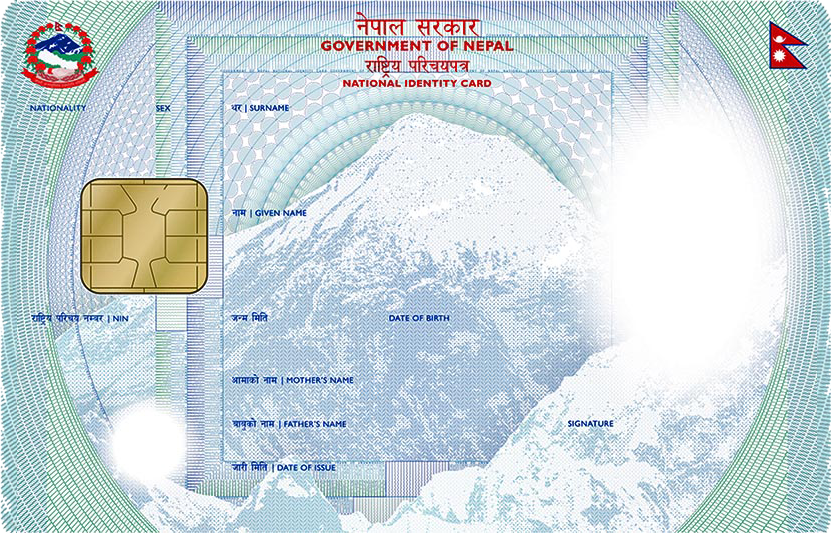 नेपाल सरकार
GOVERNMENT OF NEPAL
राष्ट्रिय परिचयपत्र
NATIONAL IDENTITY CARD
NATIONALITY
SEX
थर | SURNAME
नाम | GIVEN NAME
राष्ट्रिय परिचय नम्बर | NIN
जन्म मिति
DATE OF BIRTH
आमाको नाम | MOTHER'S NAME
बाबुको नाम | FATHER'S NAME
SIGNATURE
जारी मिति | DATE OF ISSUE